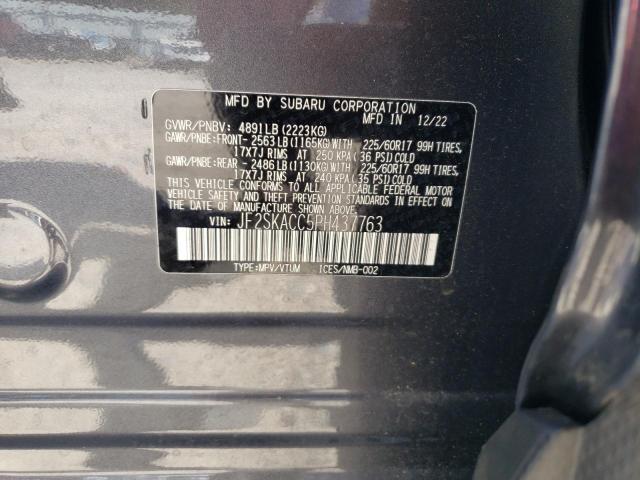 MFD BY SUBARU CORPORATION
MFD IN 12/22
GVWR/PNBV: 4891LB (2223KG)
GAWR/PNBE:FRONT- 2563LB (1165KG)WITH 225/60R17 99H TIRES,
17X7J RIMS AT 250 KPA(36 PSI)COLD
GAWR/PNBE:REAR - 2486LB(1130KG)WITH 225/60R17 99H TIRES,
17X7J RIMS AT 240 KPA(35 PSI)COLD
THIS VEHICLE CONFORMS TO ALL APPLICABLE FEDERAL MOTOR
VEHICLE SAFETY AND THEFT PREVENTION STANDARDS IN EFFECT ON
THE DATE OF MANUFACTURE SHOWN ABOVE.
VIN: JF2SKACC5PH437763
TYPE:MPV/VTUM ICES/NMB-002